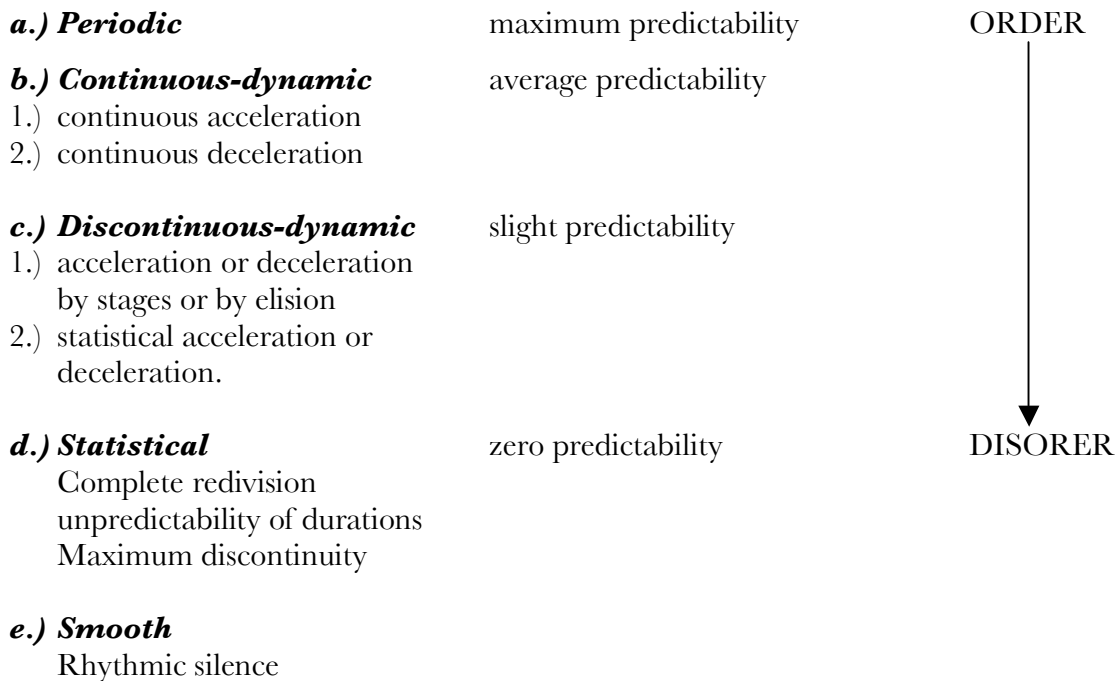 a.) Periodic maximum predictability ORDER
b.) Continuous-dynamic average predictability
1.) continuous acceleration
2.) continuous deceleration
c.) Discontinuous-dynamic slight predictability
1.) acceleration or deceleration
by stages or by elision
2.) statistical acceleration or
deceleration.
d.) Statistical zero predictability DISORER
Complete redivision
unpredictability of durations
Maximum discontinuity
e.) Smooth
Rhythmic silence